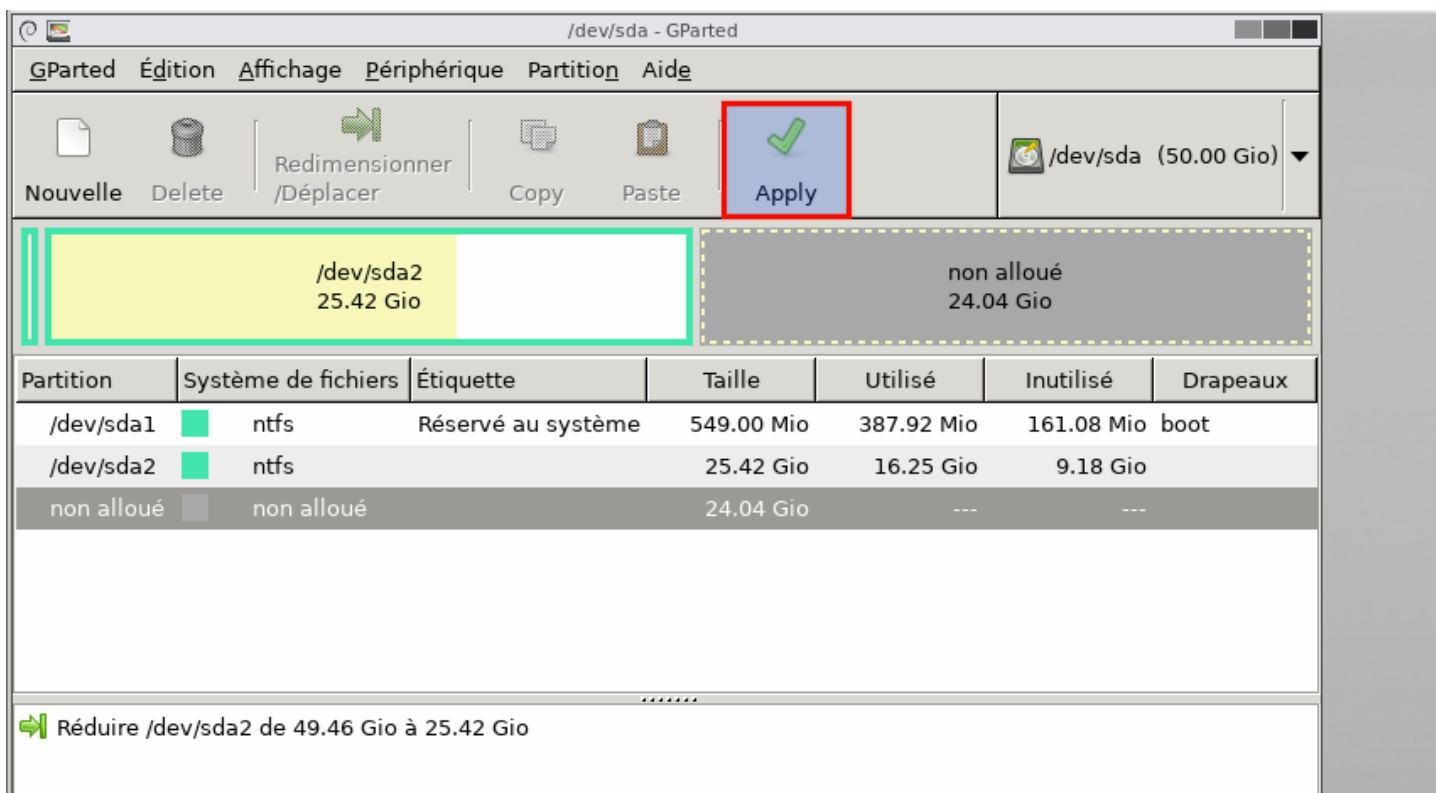 /dev/sda - GParted
GParted Édition Affichage Périphérique Partition Aide
Nouvelle Delete Redimensionner /Déplacer Copy Paste Apply /dev/sda (50.00 Gio)
/dev/sda2
25.42 Gio
non alloué
24.04 Gio
Partition Système de fichiers Étiquette Taille Utilisé Inutilisé Drapeaux
/dev/sda1 ntfs Réservé au système 549.00 Mio 387.92 Mio 161.08 Mio boot
/dev/sda2 ntfs 25.42 Gio 16.25 Gio 9.18 Gio
non alloué non alloué 24.04 Gio --- ---
Réduire /dev/sda2 de 49.46 Gio à 25.42 Gio